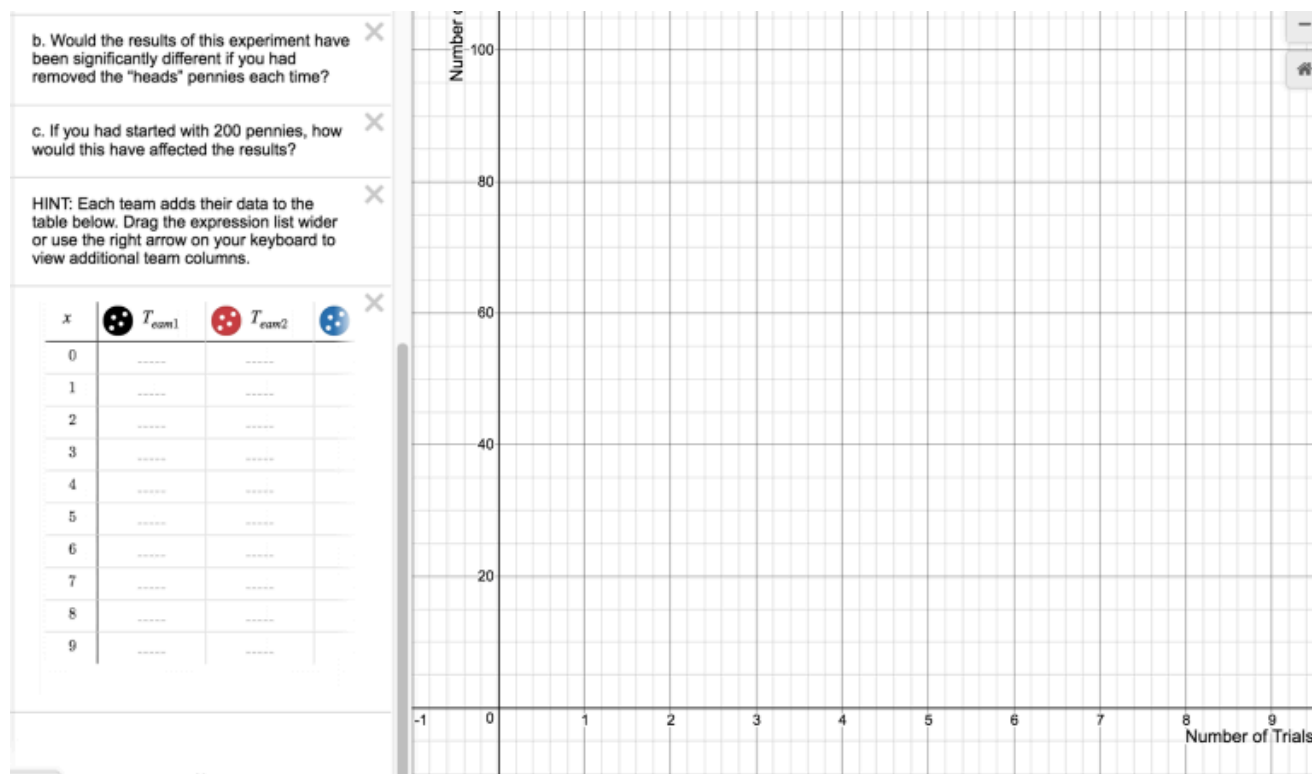 b. Would the results of this experiment have
been significantly different if you had
removed the “heads” pennies each time?
c. If you had started with 200 pennies, how
would this have affected the results?
HINT: Each team adds their data to the
table below. Drag the expression list wider
or use the right arrow on your keyboard to
view additional team columns.
x Team1 Team2
0
1
2
3
4
5
6
7
8
9
Number
100
80
60
40
20
-1 0 1 2 3 4 5 6 7 8 9
Number of Trials